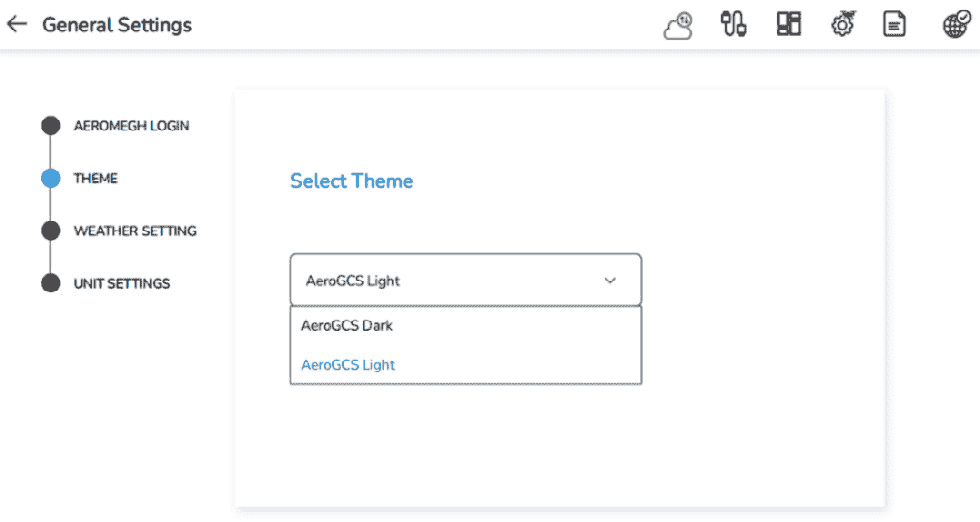 General Settings
AEROMEGH LOGIN
THEME
WEATHER SETTING
UNIT SETTINGS
Select Theme
AeroGCS Light
AeroGCS Dark
AeroGCS Light